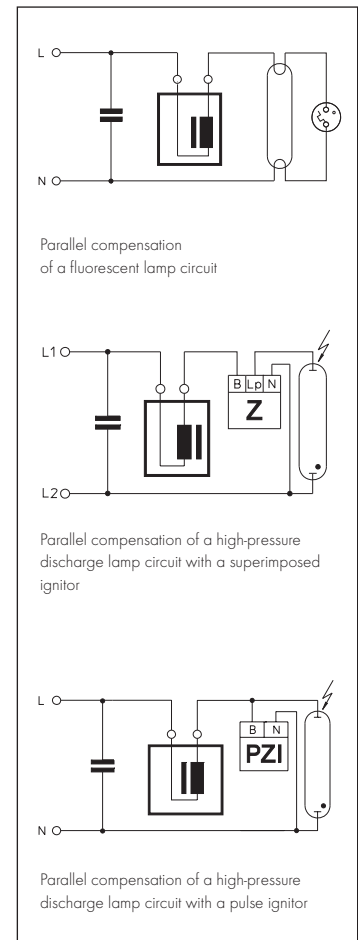 L
N
Parallel compensation
of a fluorescent lamp circuit
L1
B Lp N
Z
L2
Parallel compensation of a high-pressure
discharge lamp circuit with a superimposed
ignitor
L
B N
PZI
N
Parallel compensation of a high-pressure
discharge lamp circuit with a pulse ignitor